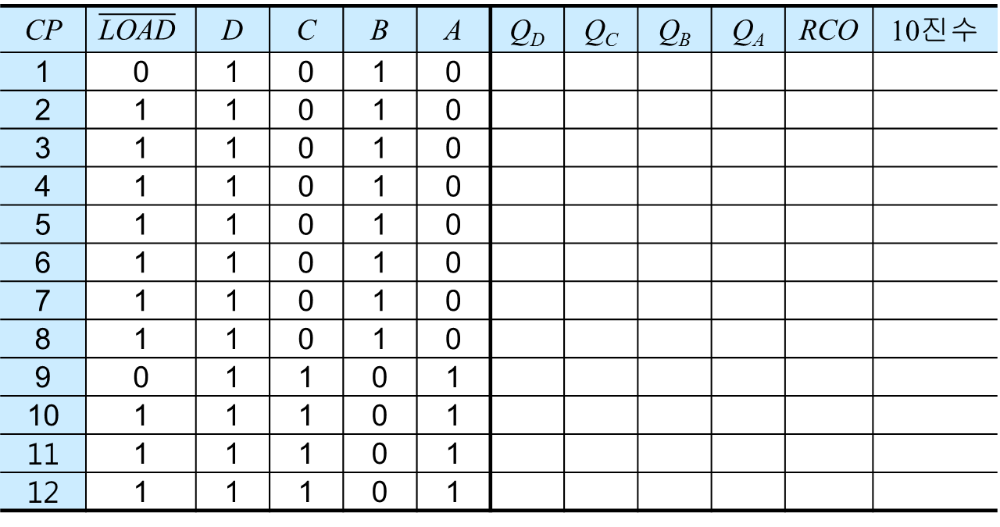 CP L̅O̅A̅D̅ D C B A Q_D Q_C Q_B Q_A RCO 10진수
1 0 1 0 1 0
2 1 1 0 1 0
3 1 1 0 1 0
4 1 1 0 1 0
5 1 1 0 1 0
6 1 1 0 1 0
7 1 1 0 1 0
8 1 1 0 1 0
9 0 1 1 0 1
10 1 1 1 0 1
11 1 1 1 0 1
12 1 1 1 0 1